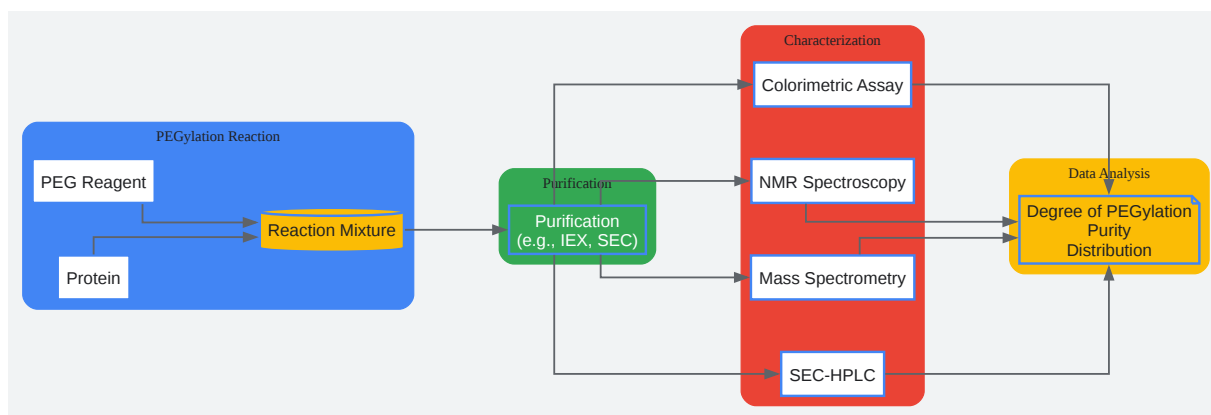 PEGylation Reaction
PEG Reagent
Protein
Reaction Mixture
Purification
Purification
(e.g., IEX, SEC)
Characterization
Colorimetric Assay
NMR Spectroscopy
Mass Spectrometry
SEC-HPLC
Data Analysis
Degree of PEGylation
Purity
Distribution